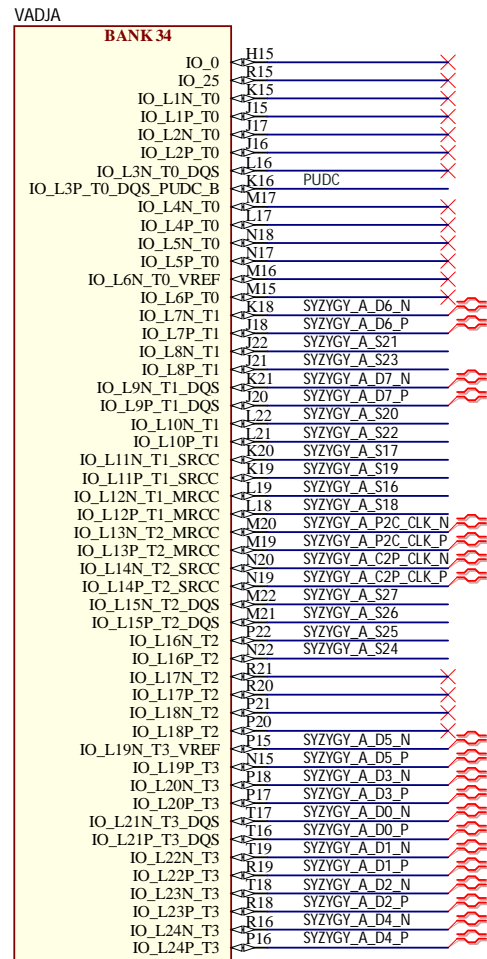 VADJA
BANK 34
IO_0 H15
IO_25 R15
IO_L1N_T0 K15
IO_L1P_T0 J15
IO_L2N_T0 J17
IO_L2P_T0 J16
IO_L3N_T0_DQS L16
IO_L3P_T0_DQS_PUDC_B K16 PUDC
IO_L4N_T0 M17
IO_L4P_T0 L17
IO_L5N_T0 N18
IO_L5P_T0 N17
IO_L6N_T0_VREF M16
IO_L6P_T0 M15
IO_L7N_T1 K18 SYZYGY_A_D6_N
IO_L7P_T1 J18 SYZYGY_A_D6_P
IO_L8N_T1 J22 SYZYGY_A_S21
IO_L8P_T1 J21 SYZYGY_A_S23
IO_L9N_T1_DQS K21 SYZYGY_A_D7_N
IO_L9P_T1_DQS J20 SYZYGY_A_D7_P
IO_L10N_T1 L22 SYZYGY_A_S20
IO_L10P_T1 L21 SYZYGY_A_S22
IO_L11N_T1_SRCC K20 SYZYGY_A_S17
IO_L11P_T1_SRCC K19 SYZYGY_A_S19
IO_L12N_T1_MRCC L19 SYZYGY_A_S16
IO_L12P_T1_MRCC L18 SYZYGY_A_S18
IO_L13N_T2_MRCC M20 SYZYGY_A_P2C_CLK_N
IO_L13P_T2_MRCC M19 SYZYGY_A_P2C_CLK_P
IO_L14N_T2_SRCC N20 SYZYGY_A_C2P_CLK_N
IO_L14P_T2_SRCC N19 SYZYGY_A_C2P_CLK_P
IO_L15N_T2_DQS M22 SYZYGY_A_S27
IO_L15P_T2_DQS M21 SYZYGY_A_S26
IO_L16N_T2 P22 SYZYGY_A_S25
IO_L16P_T2 N22 SYZYGY_A_S24
IO_L17N_T2 R21
IO_L17P_T2 R20
IO_L18N_T2 P21
IO_L18P_T2 P20
IO_L19N_T3_VREF P15 SYZYGY_A_D5_N
IO_L19P_T3 N15 SYZYGY_A_D5_P
IO_L20N_T3 P18 SYZYGY_A_D3_N
IO_L20P_T3 P17 SYZYGY_A_D3_P
IO_L21N_T3_DQS T17 SYZYGY_A_D0_N
IO_L21P_T3_DQS T16 SYZYGY_A_D0_P
IO_L22N_T3 T19 SYZYGY_A_D1_N
IO_L22P_T3 R19 SYZYGY_A_D1_P
IO_L23N_T3 T18 SYZYGY_A_D2_N
IO_L23P_T3 R18 SYZYGY_A_D2_P
IO_L24N_T3 R16 SYZYGY_A_D4_N
IO_L24P_T3 P16 SYZYGY_A_D4_P